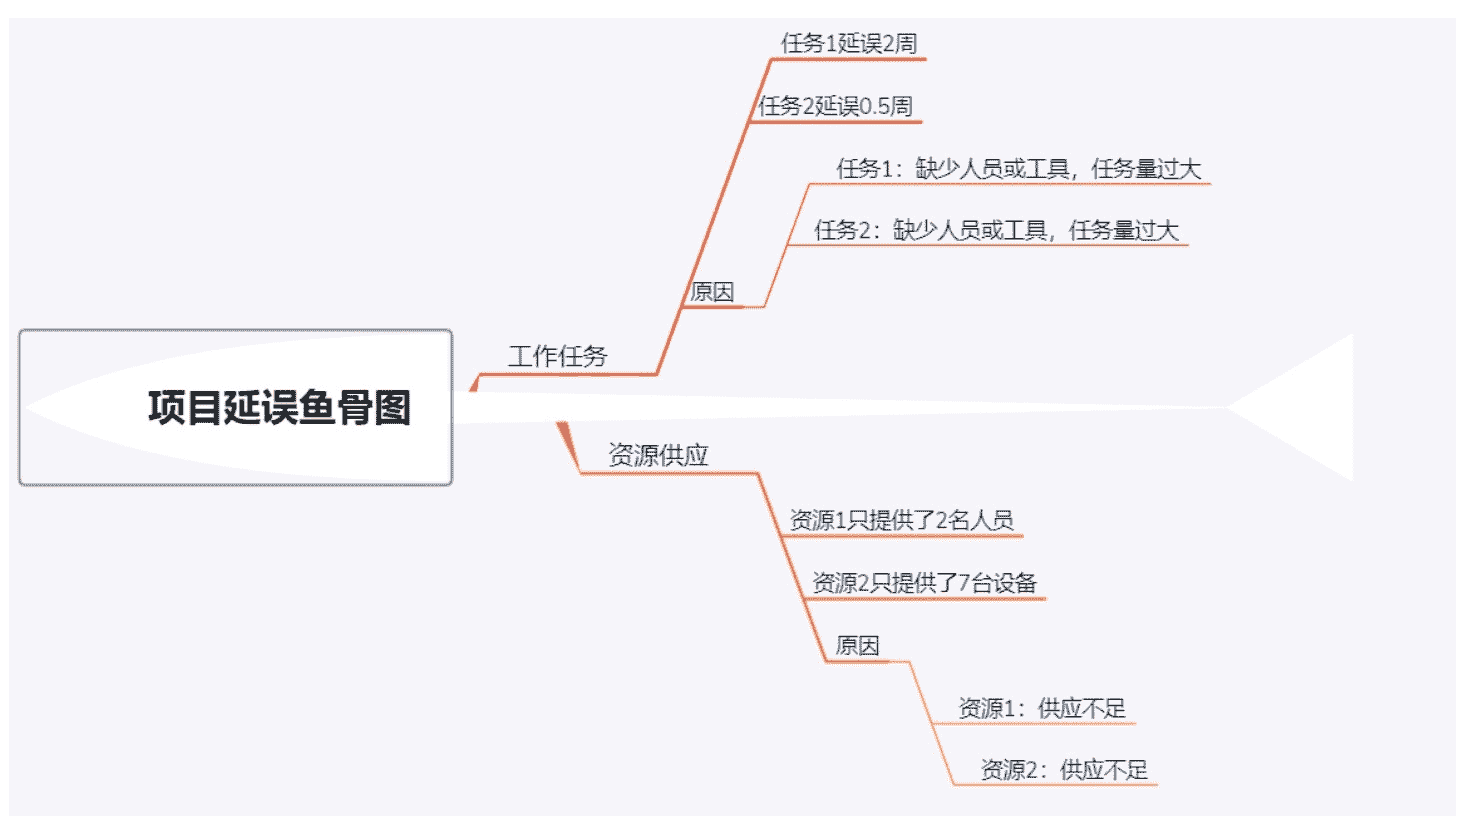 任务1延误2周
任务2延误0.5周
任务1：缺少人员或工具，任务量过大
任务2：缺少人员或工具，任务量过大
原因
工作任务
项目延误鱼骨图
资源供应
资源1只提供了2名人员
资源2只提供了7台设备
原因
资源1：供应不足
资源2：供应不足